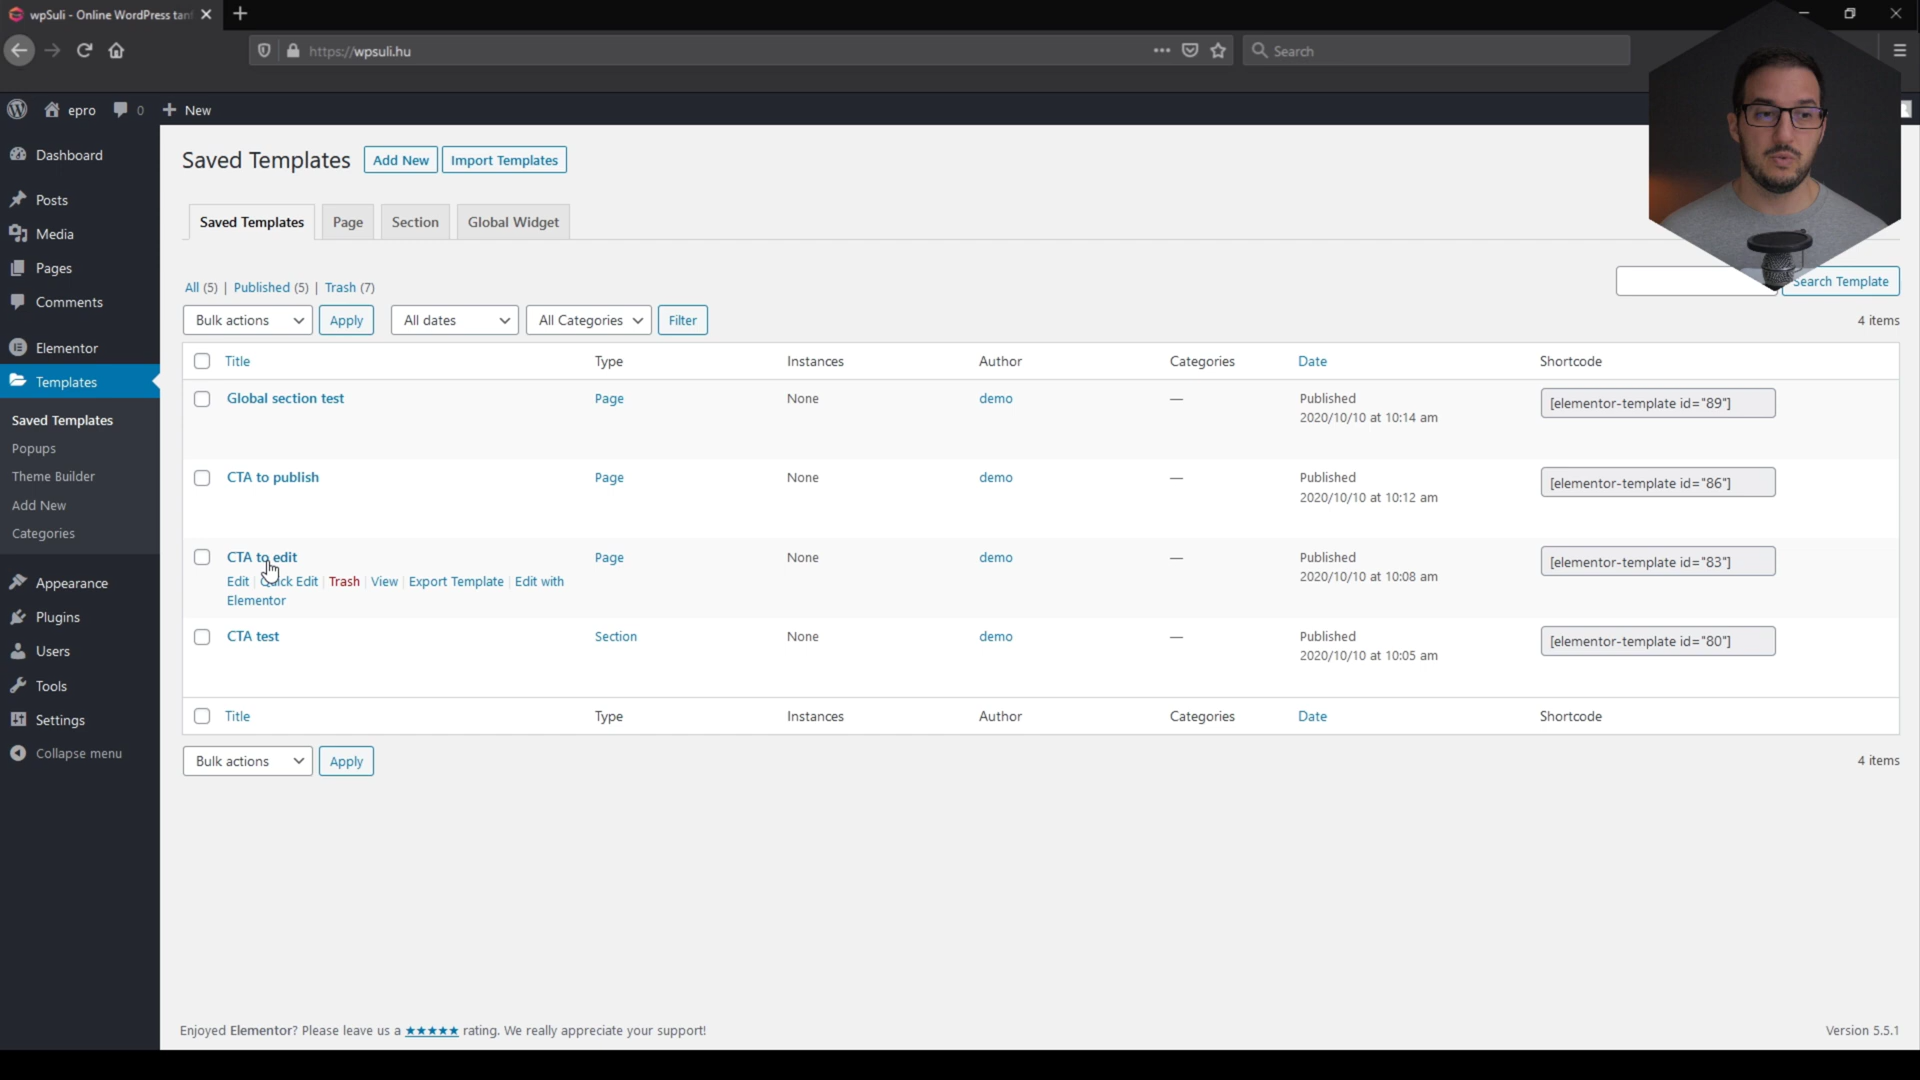 wpSuli - Online WordPress tan
https://wpsuli.hu
Search
epro
0
New
Dashboard
Posts
Media
Pages
Comments
Elementor
Templates
Saved Templates
Popups
Theme Builder
Add New
Categories
Appearance
Plugins
Users
Tools
Settings
Collapse menu
Saved Templates
Add New
Import Templates
Saved Templates
Page
Section
Global Widget
All (5) | Published (5) | Trash (7)
Search Template
Bulk actions
Apply
All dates
All Categories
Filter
4 items
Title Type Instances Author Categories Date Shortcode
Global section test Page None demo — Published [elementor-template id="89"]
2020/10/10 at 10:14 am
CTA to publish Page None demo — Published [elementor-template id="86"]
2020/10/10 at 10:12 am
CTA to edit Page None demo — Published [elementor-template id="83"]
2020/10/10 at 10:08 am
Edit | Quick Edit | Trash | View | Export Template | Edit with
Elementor
CTA test Section None demo — Published [elementor-template id="80"]
2020/10/10 at 10:05 am
Title Type Instances Author Categories Date Shortcode
Bulk actions
Apply
4 items
Enjoyed Elementor? Please leave us a ★★★★★ rating. We really appreciate your support!
Version 5.5.1